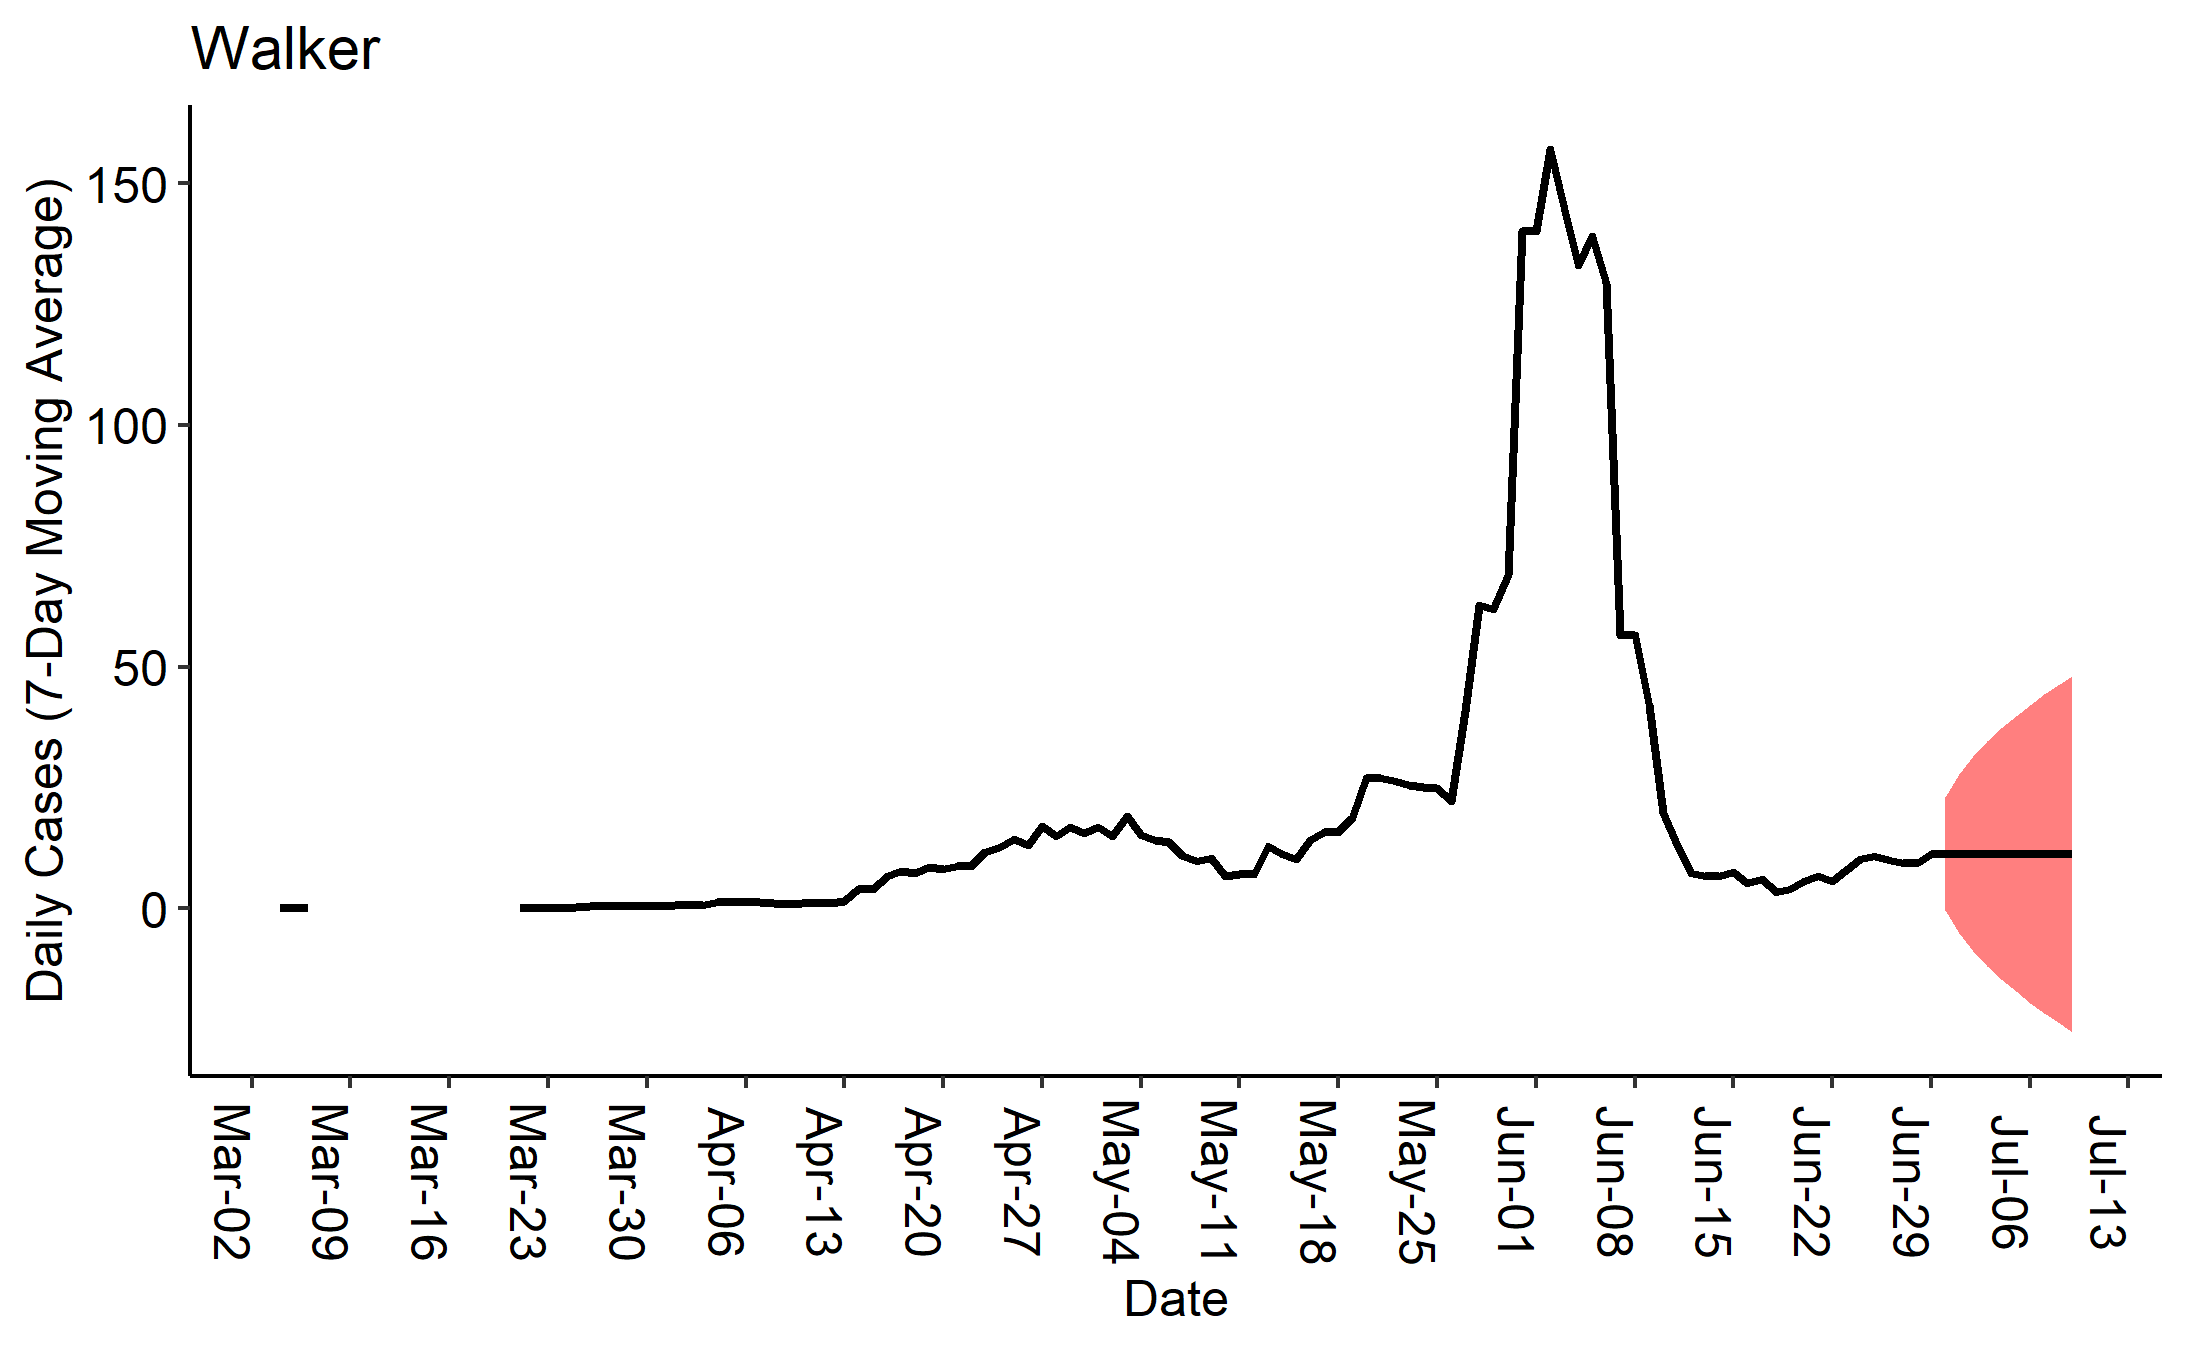 Walker
Daily Cases (7-Day Moving Average)
150
100
50
0
Mar-02
Mar-09
Mar-16
Mar-23
Mar-30
Apr-06
Apr-13
Apr-20
Apr-27
May-04
May-11
May-18
May-25
Jun-01
Jun-08
Jun-15
Jun-22
Jun-29
Jul-06
Jul-13
Date